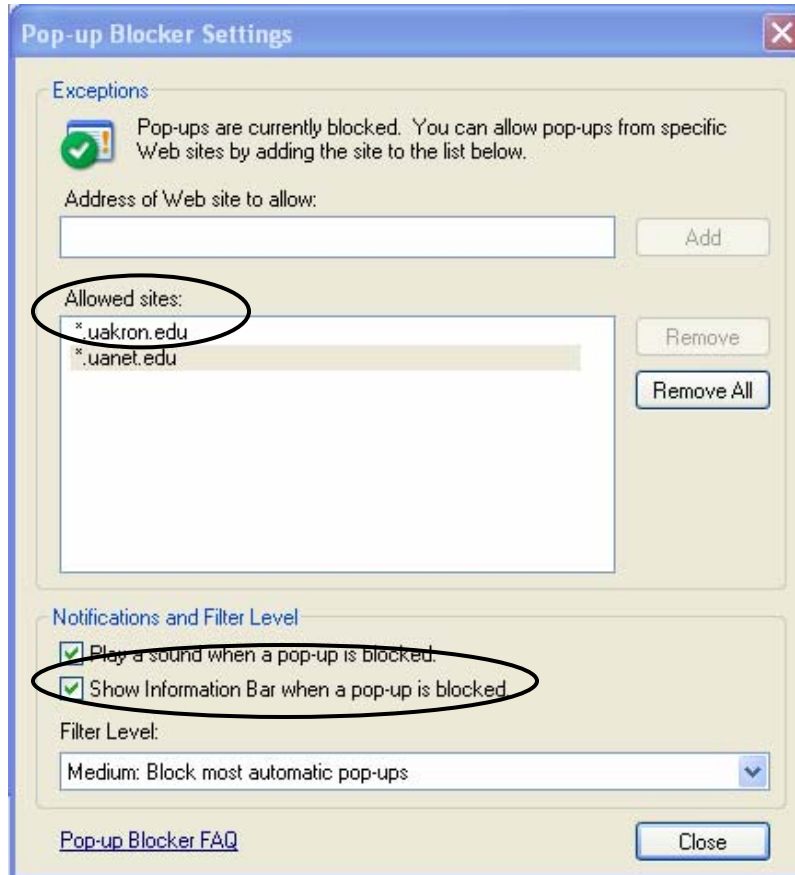 Pop-up Blocker Settings
Exceptions
Pop-ups are currently blocked. You can allow pop-ups from specific
Web sites by adding the site to the list below.
Address of Web site to allow:
Add
Allowed sites:
*.uakron.edu
*.uanet.edu
Remove
Remove All
Notifications and Filter Level
Play a sound when a pop-up is blocked.
Show Information Bar when a pop-up is blocked.
Filter Level:
Medium: Block most automatic pop-ups
Pop-up Blocker FAQ
Close